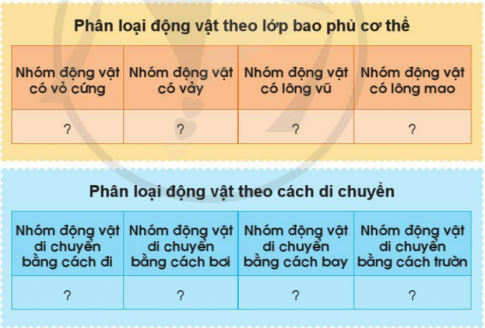 Phân loại động vật theo lớp bao phủ cơ thể
Nhóm động vật có vỏ cứng
Nhóm động vật có vảy
Nhóm động vật có lông vũ
Nhóm động vật có lông mao
?
?
?
?
Phân loại động vật theo cách di chuyển
Nhóm động vật di chuyển bằng cách đi
Nhóm động vật di chuyển bằng cách bơi
Nhóm động vật di chuyển bằng cách bay
Nhóm động vật di chuyển bằng cách trườn
?
?
?
?